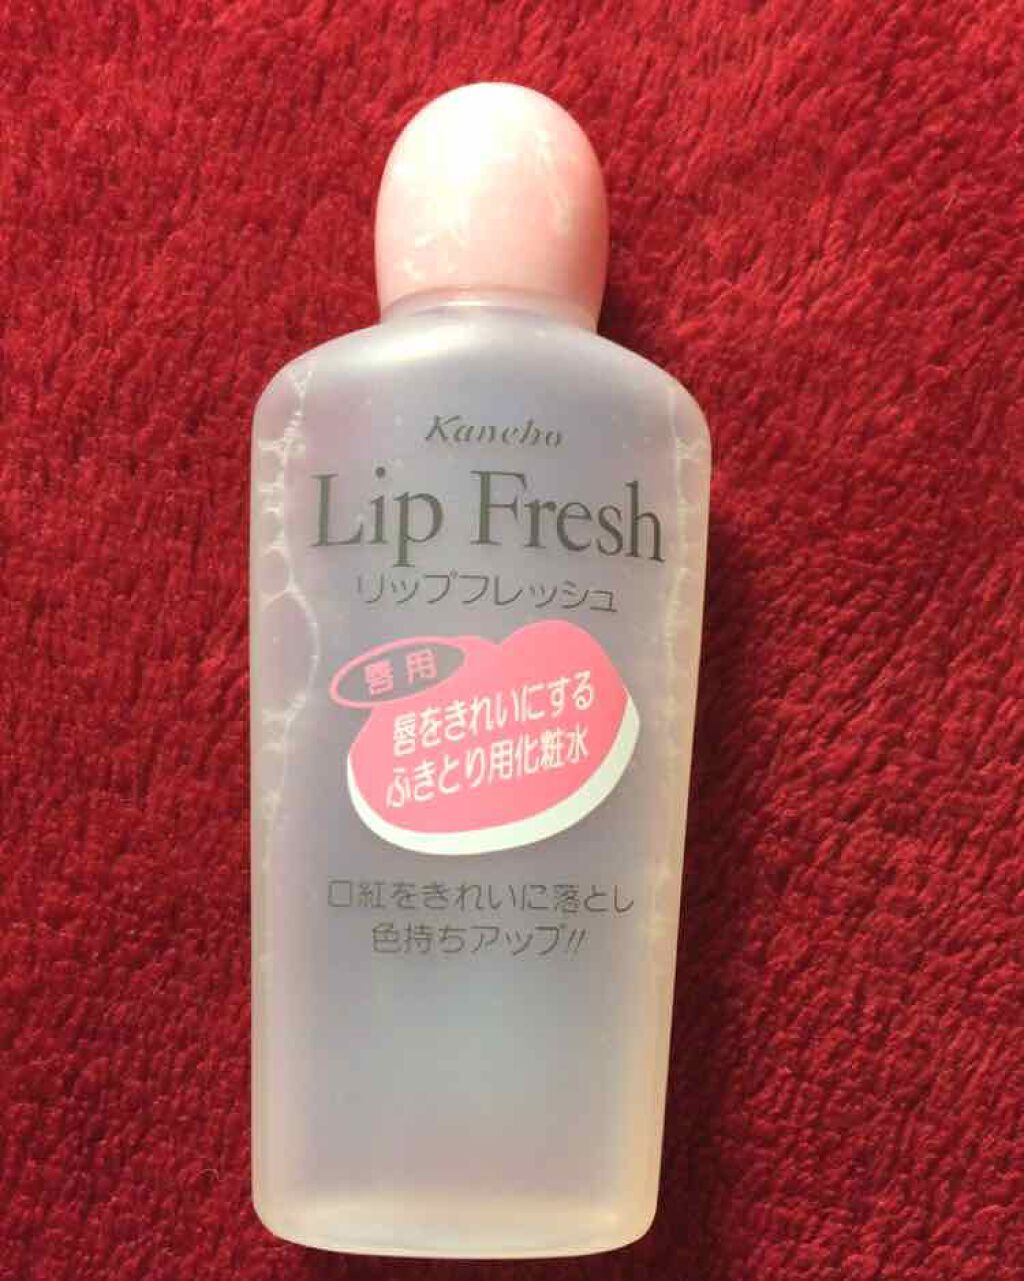 Kanebo
Lip Fresh
リップフレッシュ
唇用
唇をきれいにする
ふきとり用化粧水
口紅をきれいに落とし
色持ちアップ!!